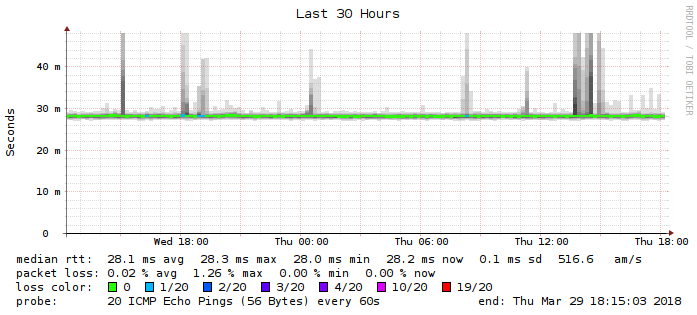 Last 30 Hours
RRDTOOL / TOBI OETIKER
Seconds
40 m
30 m
20 m
10 m
0
Wed 18:00 Thu 00:00 Thu 06:00 Thu 12:00 Thu 18:00
median rtt: 28.1 ms avg 28.3 ms max 28.0 ms min 28.2 ms now 0.1 ms sd 516.6 am/s
packet loss: 0.02 % avg 1.26 % max 0.00 % min 0.00 % now
loss color: 0 1/20 2/20 3/20 4/20 10/20 19/20
probe: 20 ICMP Echo Pings (56 Bytes) every 60s end: Thu Mar 29 18:15:03 2018